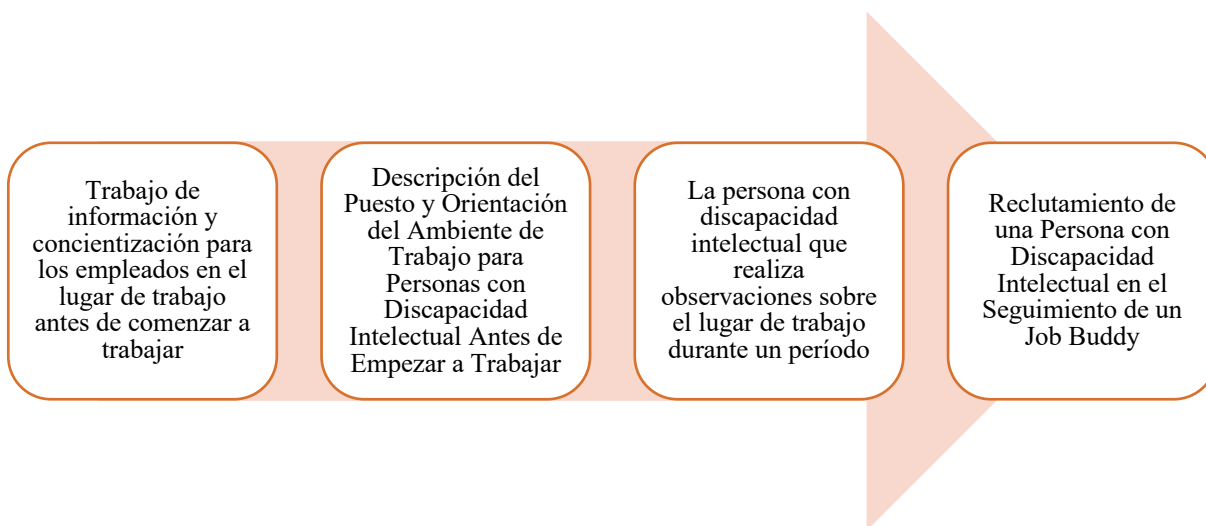 Trabajo de
información y
concientización para
los empleados en el
lugar de trabajo
antes de comenzar a
trabajar
Descripción del
Puesto y Orientación
del Ambiente de
Trabajo para
Personas con
Discapacidad
Intelectual Antes de
Empezar a Trabajar
La persona con
discapacidad
intelectual que
realiza
observaciones sobre
el lugar de trabajo
durante un período
Reclutamiento de
una Persona con
Discapacidad
Intelectual en el
Seguimiento de un
Job Buddy